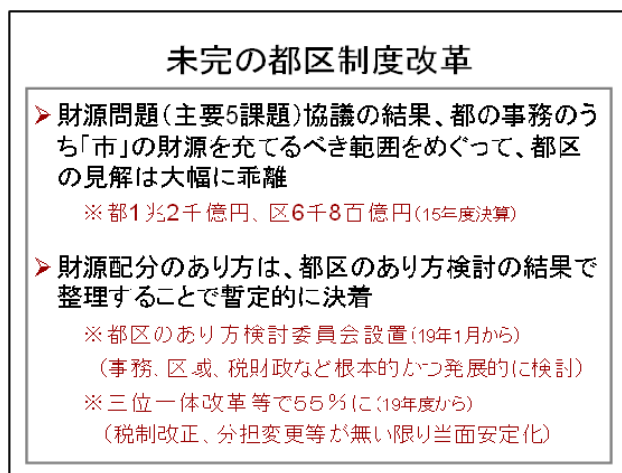 未完の都区制度改革
➤財源問題(主要5課題)協議の結果、都の事務のう
ち「市」の財源を充てるべき範囲をめぐって、都区
の見解は大幅に乖離
※都1兆2千億円、区6千8百億円(15年度決算)
➤財源配分のあり方は、都区のあり方検討の結果で
整理することで暫定的に決着
※都区のあり方検討委員会設置(19年1月から)
(事務、区域、税財政など根本的かつ発展的に検討)
※三位一体改革等で55%に(19年度から)
(税制改正、分担変更等が無い限り当面安定化)